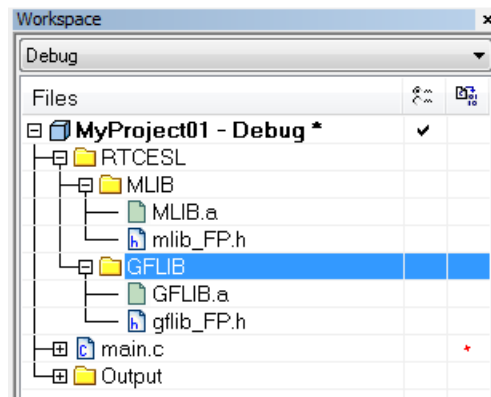 Workspace
Debug
Files
MyProject01 - Debug *
RTCESL
MLIB
MLIB.a
mlib_FP.h
GFLIB
GFLIB.a
gflib_FP.h
main.c
Output